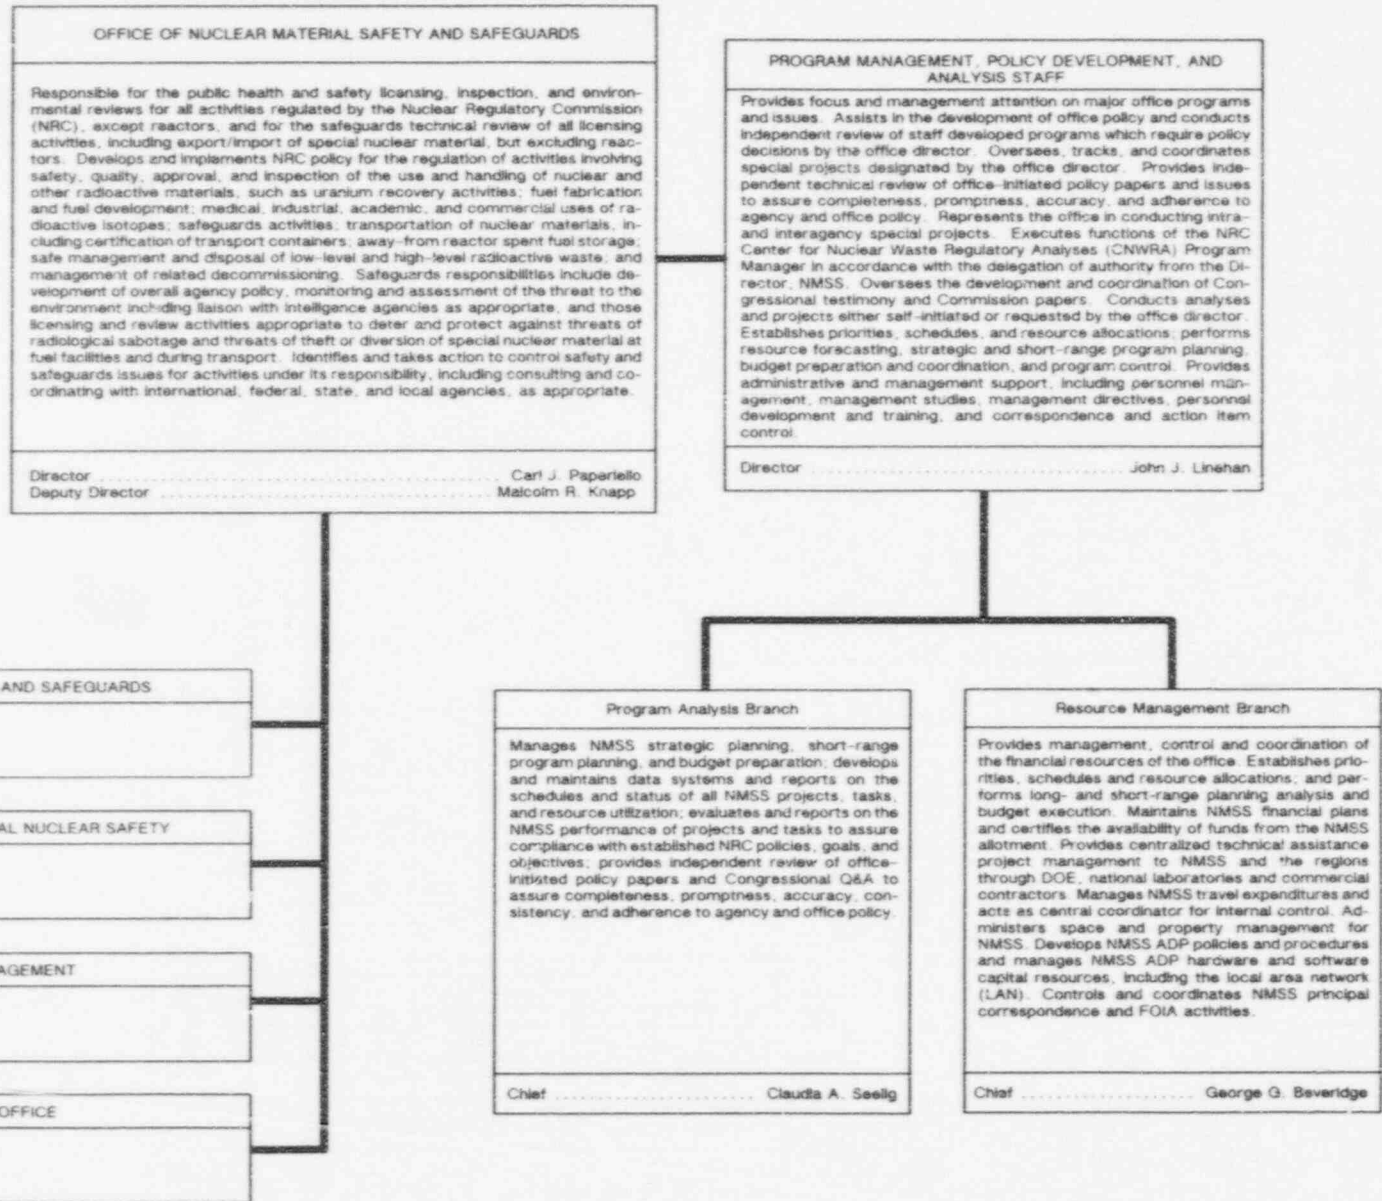 OFFICE OF NUCLEAR MATERIAL SAFETY AND SAFEGUARDS
Responsible for the public health and safety licensing, inspection, and environ-
mental reviews for all activities regulated by the Nuclear Regulatory Commission
(NRC), except reactors, and for the safeguards technical review of all licensing
activities, including export/import of special nuclear material, but excluding reac-
tors. Develops and implements NRC policy for the regulation of activities involving
safety, quality, approval, and inspection of the use and handling of nuclear and
other radioactive materials, such as uranium recovery activities; fuel fabrication
and fuel development; medical, industrial, academic, and commercial uses of ra-
dioactive isotopes; safeguards activities; transportation of nuclear materials, in-
cluding certification of transport containers; away-from reactor spent fuel storage;
safe management and disposal of low-level and high-level radioactive waste; and
management of related decommissioning. Safeguards responsibilities include de-
velopment of overall agency policy, monitoring and assessment of the threat to the
environment including liaison with intelligence agencies as appropriate, and those
licensing and review activities appropriate to deter and protect against threats of
radiological sabotage and threats of theft or diversion of special nuclear material at
fuel facilities and during transport. Identifies and takes action to control safety and
safeguards issues for activities under its responsibility, including consulting and co-
ordinating with international, federal, state, and local agencies, as appropriate.
Director Carl J. Paperiello
Deputy Director Malcolm R. Knapp
PROGRAM MANAGEMENT, POLICY DEVELOPMENT, AND
ANALYSIS STAFF
Provides focus and management attention on major office programs
and issues. Assists in the development of office policy and conducts
independent review of staff developed programs which require policy
decisions by the office director. Oversees, tracks, and coordinates
special projects designated by the office director. Provides inde-
pendent technical review of office-initiated policy papers and issues
to assure completeness, promptness, accuracy, and adherence to
agency and office policy. Represents the office in conducting intra-
and interagency special projects. Executes functions of the NRC
Center for Nuclear Waste Regulatory Analyses (CNWRA) Program
Manager in accordance with the delegation of authority from the Di-
rector, NMSS. Oversees the development and coordination of Con-
gressional testimony and Commission papers. Conducts analyses
and projects either self-initiated or requested by the office director.
Establishes priorities, schedules, and resource allocations; performs
resource forecasting, strategic and short-range program planning,
budget preparation and coordination, and program control. Provides
administrative and management support, including personnel man-
agement, management studies, management directives, personnel
development and training, and correspondence and action item
control.
Director John J. Linehan
AND SAFEGUARDS
AL NUCLEAR SAFETY
AGEMENT
OFFICE
Program Analysis Branch
Manages NMSS strategic planning, short-range
program planning, and budget preparation; develops
and maintains data systems and reports on the
schedules and status of all NMSS projects, tasks,
and resource utilization; evaluates and reports on the
NMSS performance of projects and tasks to assure
compliance with established NRC policies, goals, and
objectives; provides independent review of office-
initiated policy papers and Congressional Q&A to
assure completeness, promptness, accuracy, con-
sistency, and adherence to agency and office policy.
Chief Claudia A. Seelig
Resource Management Branch
Provides management, control and coordination of
the financial resources of the office. Establishes prio-
rities, schedules and resource allocations; and per-
forms long- and short-range planning analysis and
budget execution. Maintains NMSS financial plans
and certifies the availability of funds from the NMSS
allotment. Provides centralized technical assistance
project management to NMSS and the regions
through DOE, national laboratories and commercial
contractors. Manages NMSS travel expenditures and
acts as central coordinator for internal control. Ad-
ministers space and property management for
NMSS. Develops NMSS ADP policies and procedures
and manages NMSS ADP hardware and software
capital resources, including the local area network
(LAN). Controls and coordinates NMSS principal
correspondence and FOIA activities.
Chief George G. Beveridge